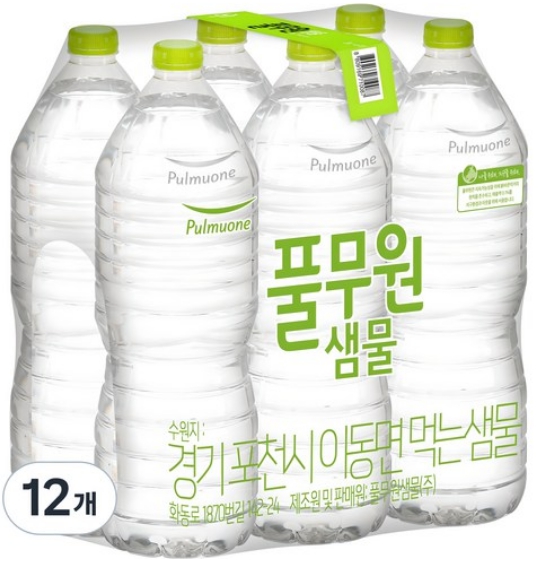 Pulmuone
Pulmuone
Pulmuone
Pulmuone
풀무원
샘물
수원지 :
경기 포천시 이동면 먹는샘물
화동로 1870번길 142-24 제조원 및 판매원: 풀무원샘물(주)
12개